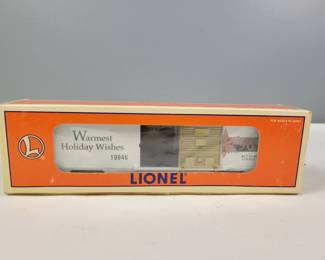 L
Warmest
Holiday Wishes
19946
LIONEL